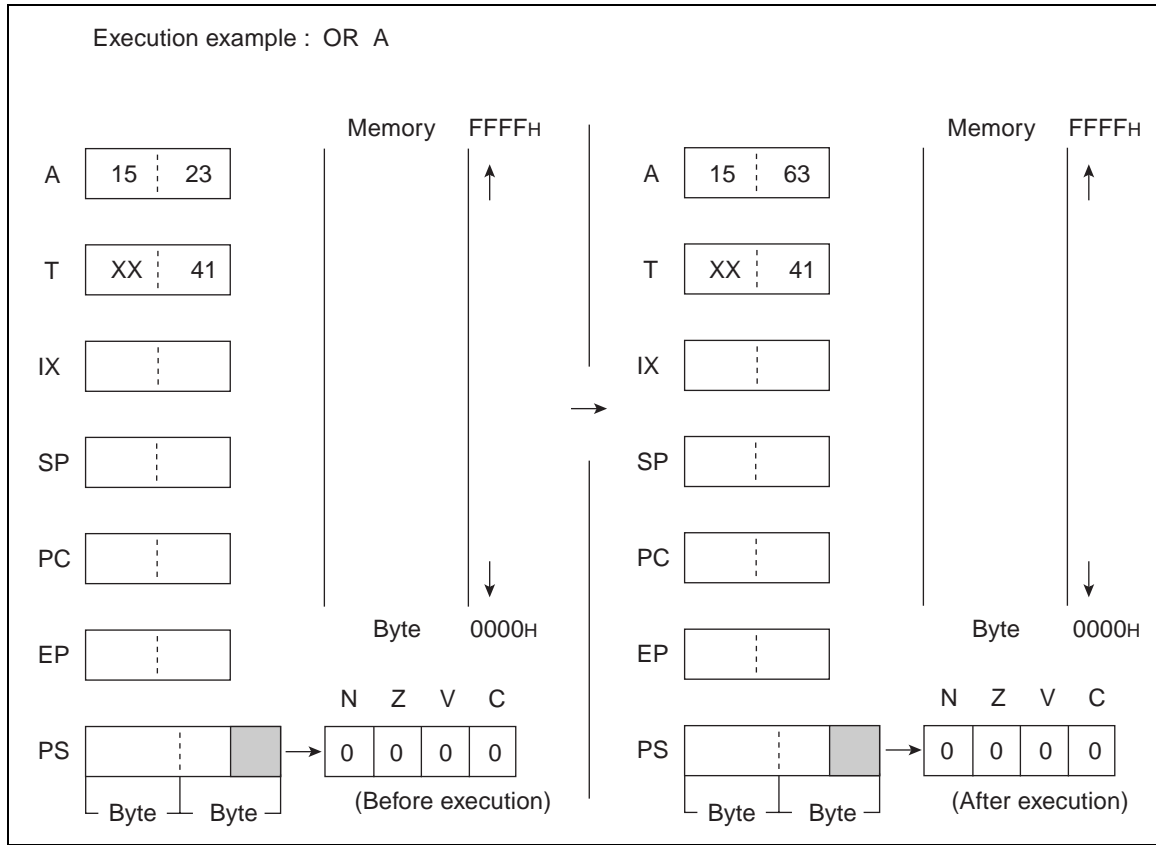 Execution example : OR A
Memory FFFFH
A 15 23
T XX 41
IX
SP
PC
EP
Byte 0000H
N Z V C
PS 0 0 0 0
Byte Byte
(Before execution)
Memory FFFFH
A 15 63
T XX 41
IX
SP
PC
EP
Byte 0000H
N Z V C
PS 0 0 0 0
Byte Byte
(After execution)